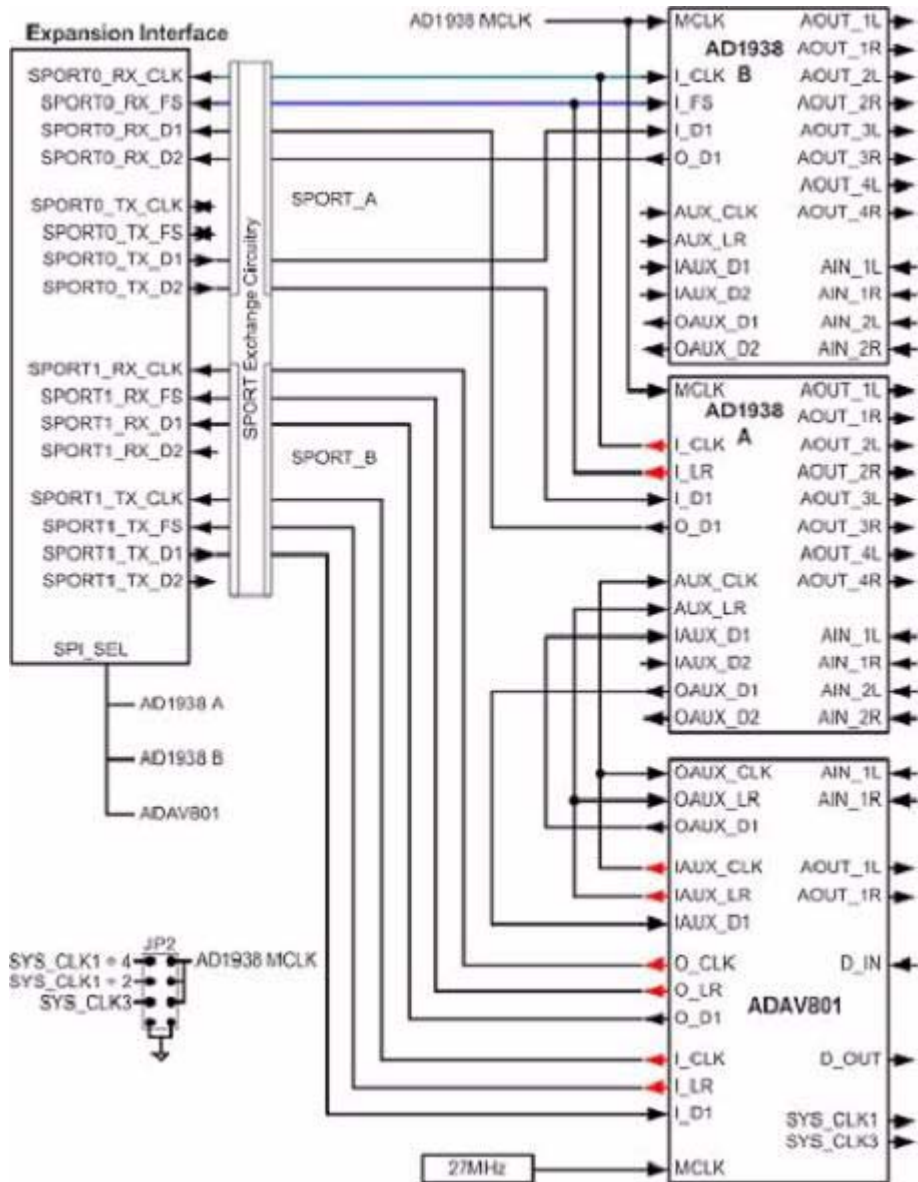 Expansion Interface
SPORT0_RX_CLK
SPORT0_RX_FS
SPORT0_RX_D1
SPORT0_RX_D2
SPORT0_TX_CLK
SPORT0_TX_FS
SPORT0_TX_D1
SPORT0_TX_D2
SPORT1_RX_CLK
SPORT1_RX_FS
SPORT1_RX_D1
SPORT1_RX_D2
SPORT1_TX_CLK
SPORT1_TX_FS
SPORT1_TX_D1
SPORT1_TX_D2
SPI_SEL
AD1938 A
AD1938 B
ADAV801
SPORT Exchange Circuitry
SPORT_A
SPORT_B
JP2
SYS_CLK1 ÷ 4
SYS_CLK1 ÷ 2
SYS_CLK3
AD1938 MCLK
AD1938 MCLK
MCLK
AD1938
B
I_CLK
I_FS
I_D1
O_D1
AUX_CLK
AUX_LR
IAUX_D1
IAUX_D2
OAUX_D1
OAUX_D2
AOUT_1L
AOUT_1R
AOUT_2L
AOUT_2R
AOUT_3L
AOUT_3R
AOUT_4L
AOUT_4R
AIN_1L
AIN_1R
AIN_2L
AIN_2R
MCLK
AD1938
A
I_CLK
I_LR
I_D1
O_D1
AUX_CLK
AUX_LR
IAUX_D1
IAUX_D2
OAUX_D1
OAUX_D2
AOUT_1L
AOUT_1R
AOUT_2L
AOUT_2R
AOUT_3L
AOUT_3R
AOUT_4L
AOUT_4R
AIN_1L
AIN_1R
AIN_2L
AIN_2R
OAUX_CLK
OAUX_LR
OAUX_D1
IAUX_CLK
IAUX_LR
IAUX_D1
O_CLK
O_LR
O_D1
I_CLK
I_LR
I_D1
MCLK
AIN_1L
AIN_1R
AOUT_1L
AOUT_1R
D_IN
ADAV801
D_OUT
SYS_CLK1
SYS_CLK3
27MHz